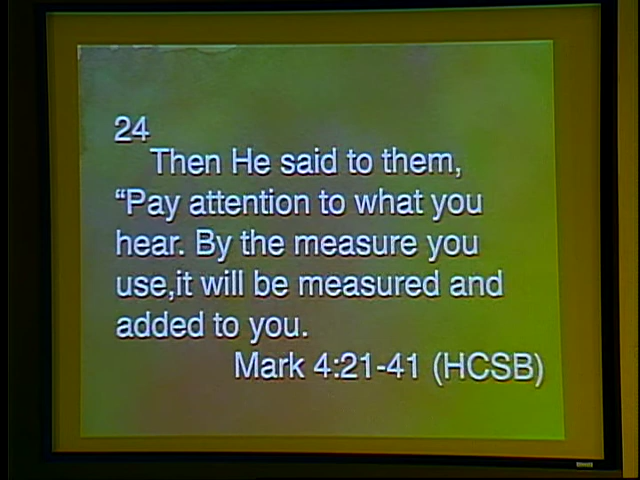 24
Then He said to them,
“Pay attention to what you
hear. By the measure you
use,it will be measured and
added to you.
Mark 4:21-41 (HCSB)